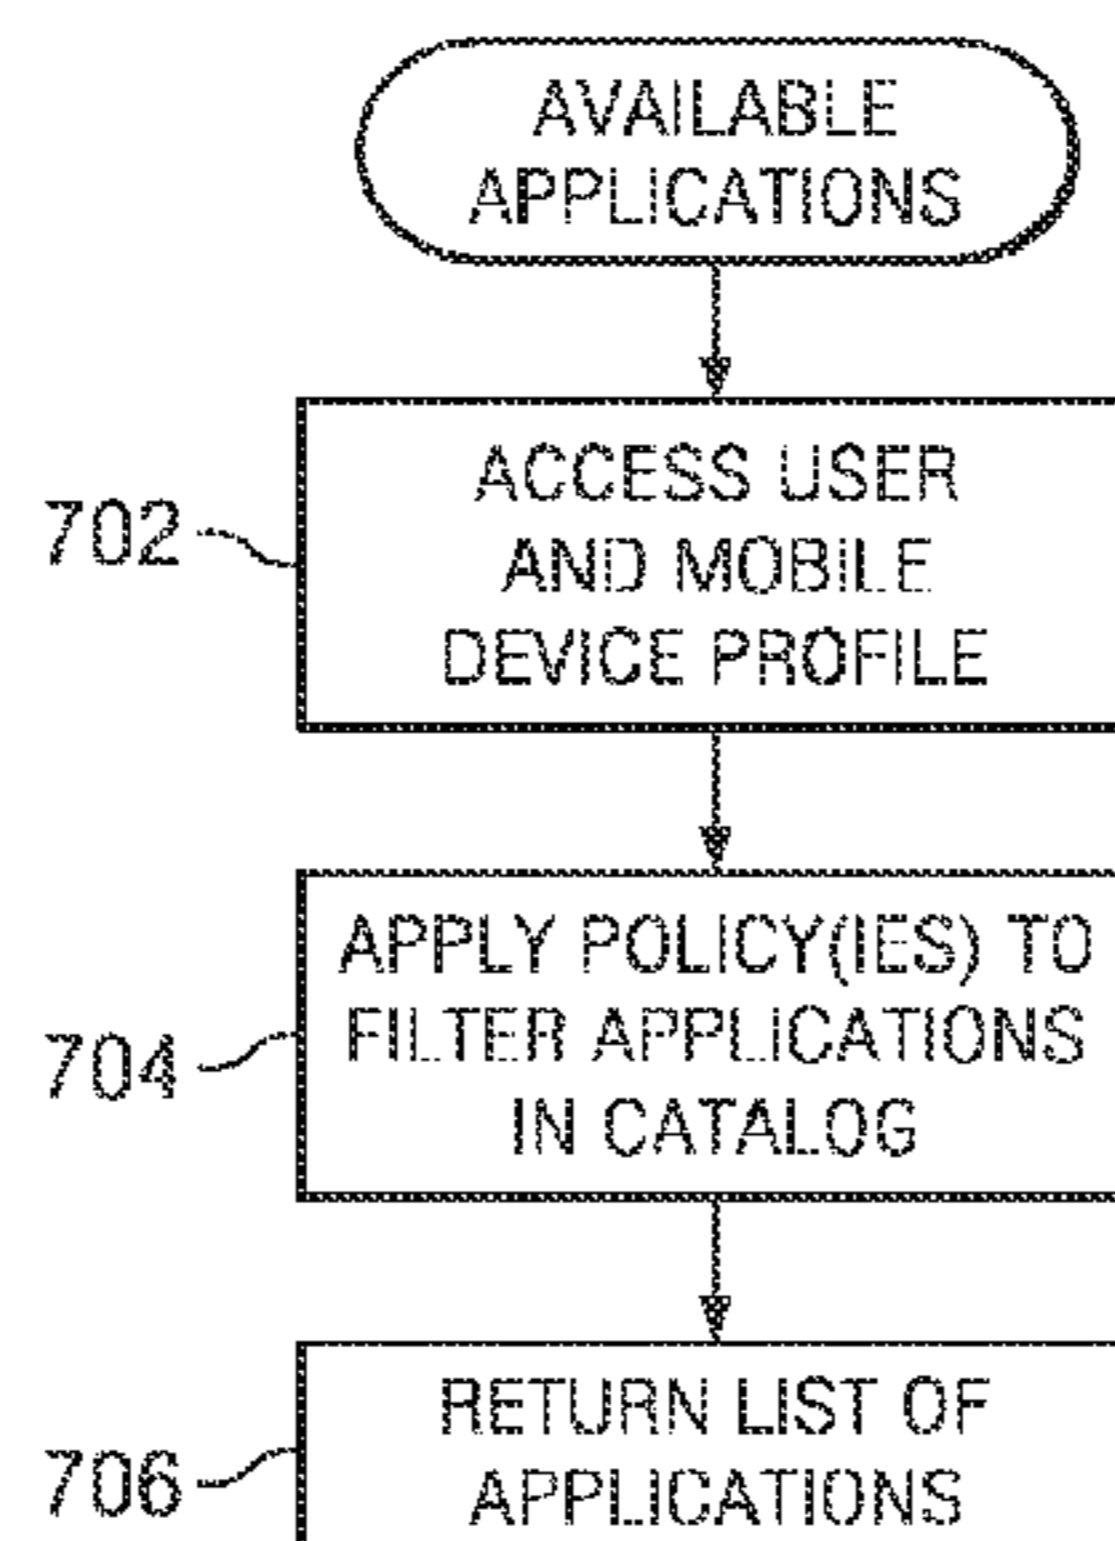 AVAILABLE
APPLICATIONS
702
ACCESS USER
AND MOBILE
DEVICE PROFILE
704
APPLY POLICY(IES) TO
FILTER APPLICATIONS
IN CATALOG
706
RETURN LIST OF
APPLICATIONS